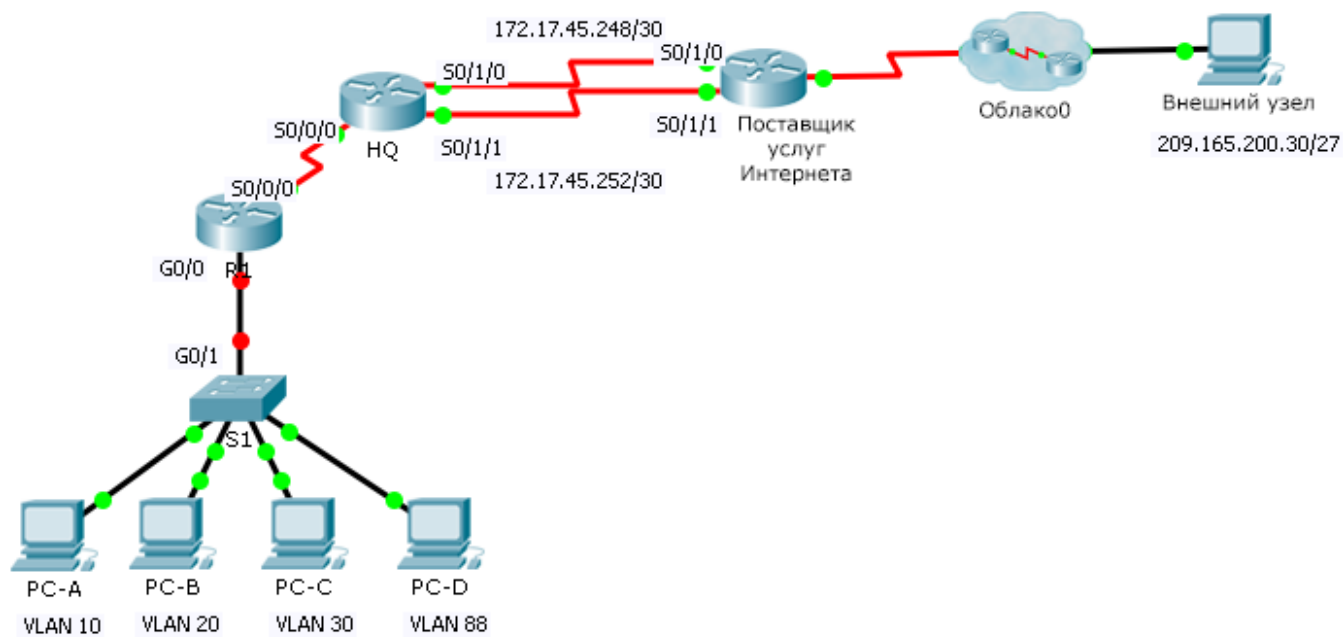 172.17.45.248/30
S0/1/0
S0/1/0
S0/0/0
HQ
S0/1/1
S0/1/1
172.17.45.252/30
Поставщик
услуг
Интернета
Облако0
Внешний узел
209.165.200.30/27
S0/0/0
G0/0
R1
G0/1
S1
PC-A
PC-B
PC-C
PC-D
VLAN 10
VLAN 20
VLAN 30
VLAN 88